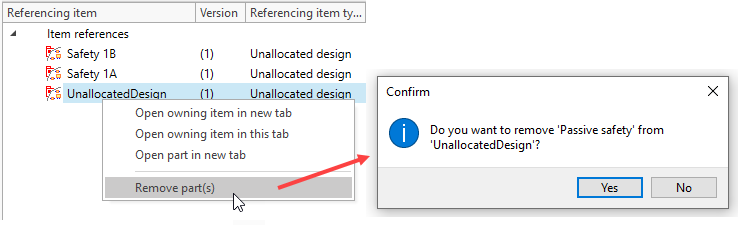 Referencing item Version Referencing item ty...
Item references
Safety 1B (1) Unallocated design
Safety 1A (1) Unallocated design
UnallocatedDesign (1) Unallocated design
Open owning item in new tab
Open owning item in this tab
Open part in new tab
Remove part(s)
Confirm
Do you want to remove 'Passive safety' from
'UnallocatedDesign'?
Yes No